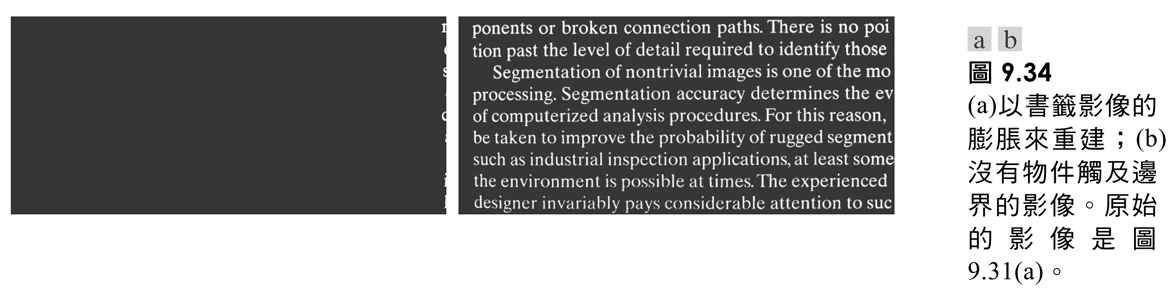 ponents or broken connection paths. There is no poi
tion past the level of detail required to identify those
Segmentation of nontrivial images is one of the mo
processing. Segmentation accuracy determines the ev
of computerized analysis procedures. For this reason,
be taken to improve the probability of rugged segment
such as industrial inspection applications, at least some
the environment is possible at times. The experienced
designer invariably pays considerable attention to suc
a b
圖 9.34
(a)以書籤影像的
膨脹來重建；(b)
沒有物件觸及邊
界的影像。原始
的影像是圖
9.31(a)。